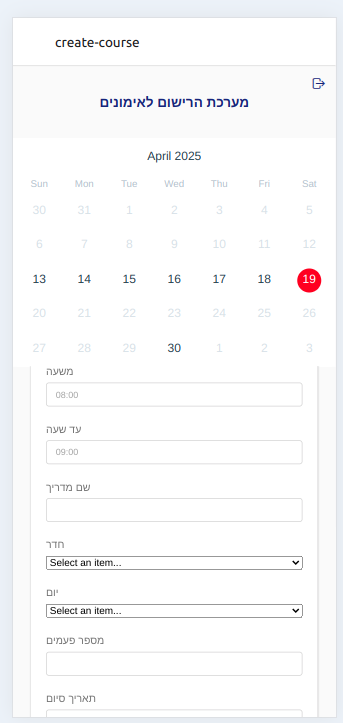 create-course
מערכת הרישום לאימונים
April 2025
Sun Mon Tue Wed Thu Fri Sat
30 31 1 2 3 4 5
6 7 8 9 10 11 12
13 14 15 16 17 18 19
20 21 22 23 24 25 26
27 28 29 30 1 2 3
משעה
08:00
עד שעה
09:00
שם מדריך
חדר
Select an item...
יום
Select an item...
מספר פעמים
תאריך סיום